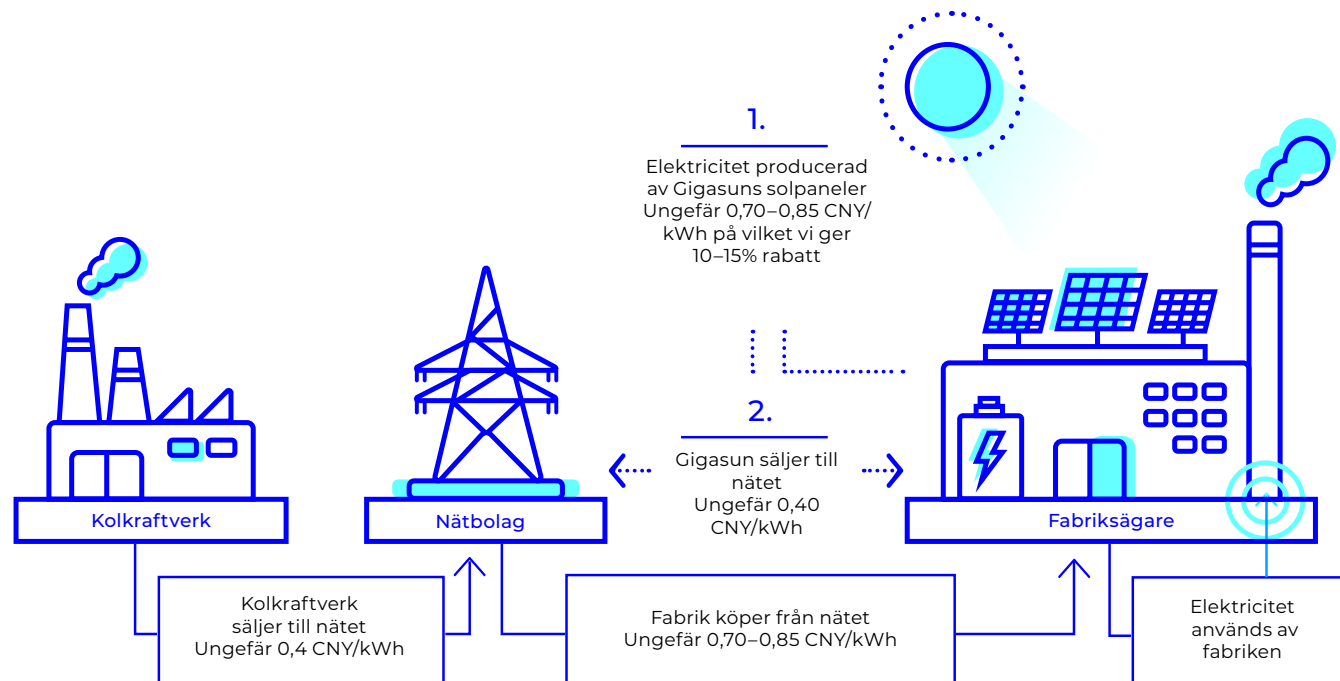 1.
Elektricitet producerad
av Gigasuns solpaneler
Ungefär 0,70–0,85 CNY/
kWh på vilket vi ger
10–15% rabatt
2.
Gigasun säljer till
nätet
Ungefär 0,40
CNY/kWh
Kolkraftverk
Nätbolag
Fabriksägare
Kolkraftverk
säljer till nätet
Ungefär 0,4 CNY/kWh
Fabrik köper från nätet
Ungefär 0,70–0,85 CNY/kWh
Elektricitet
används av
fabriken